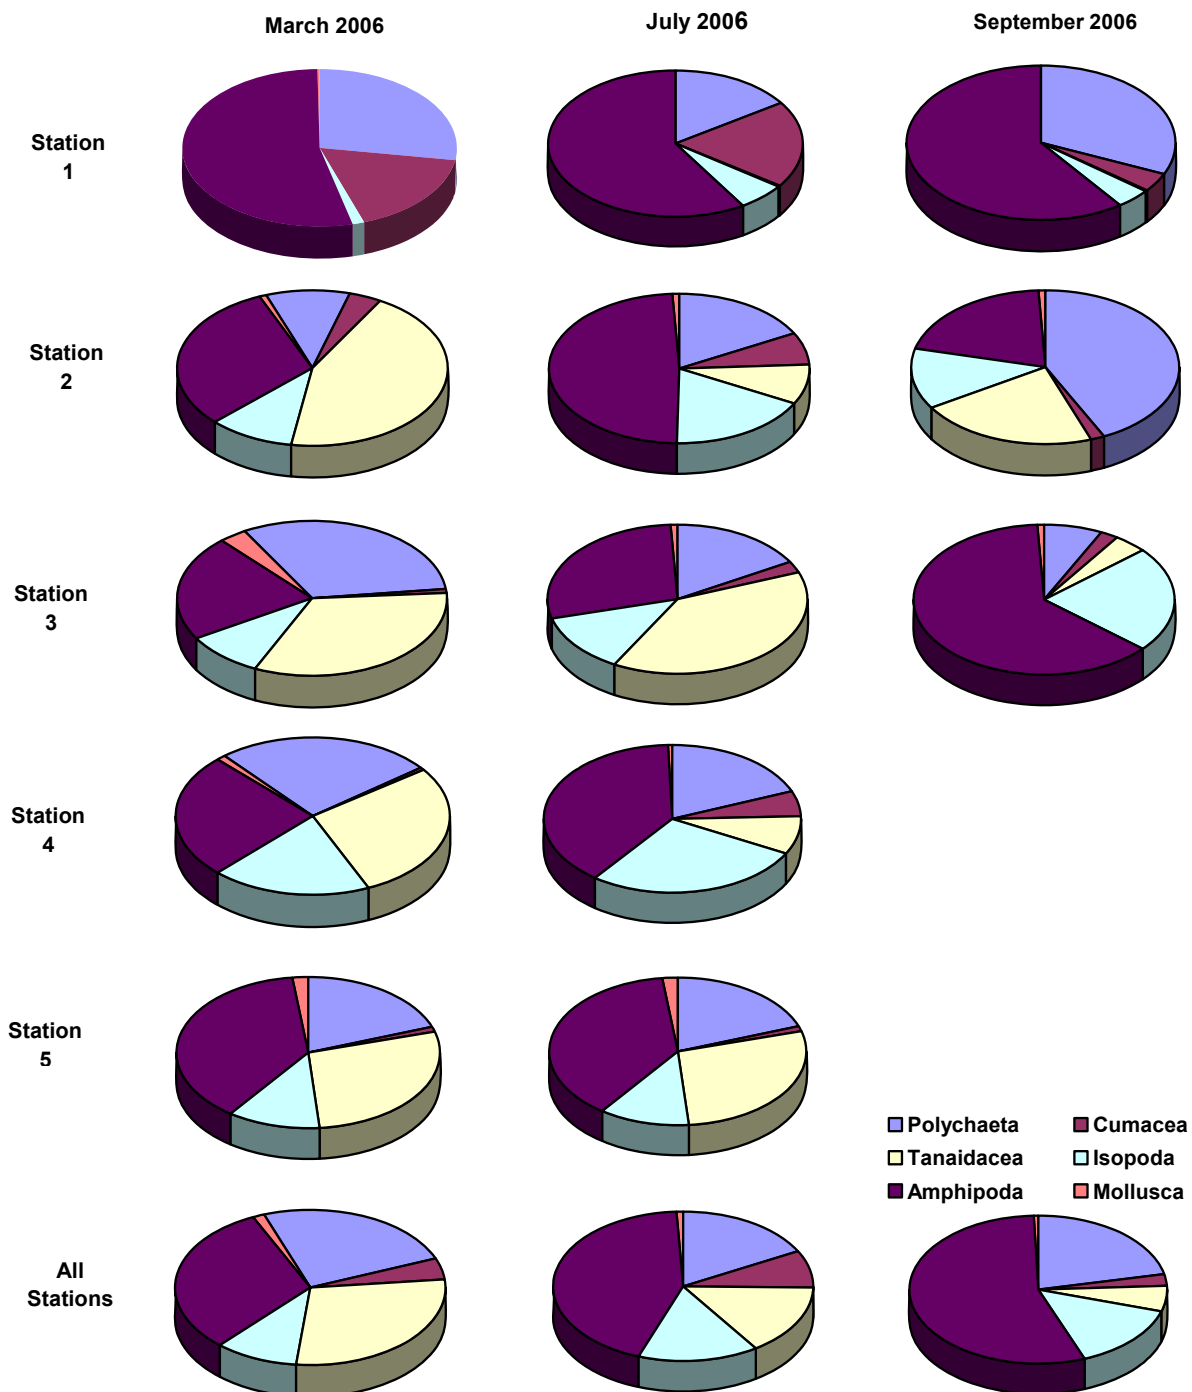 March 2006
July 2006
September 2006
Station
1
Station
2
Station
3
Station
4
Station
5
Polychaeta
Cumacea
Tanaidacea
Isopoda
Amphipoda
Mollusca
All
Stations